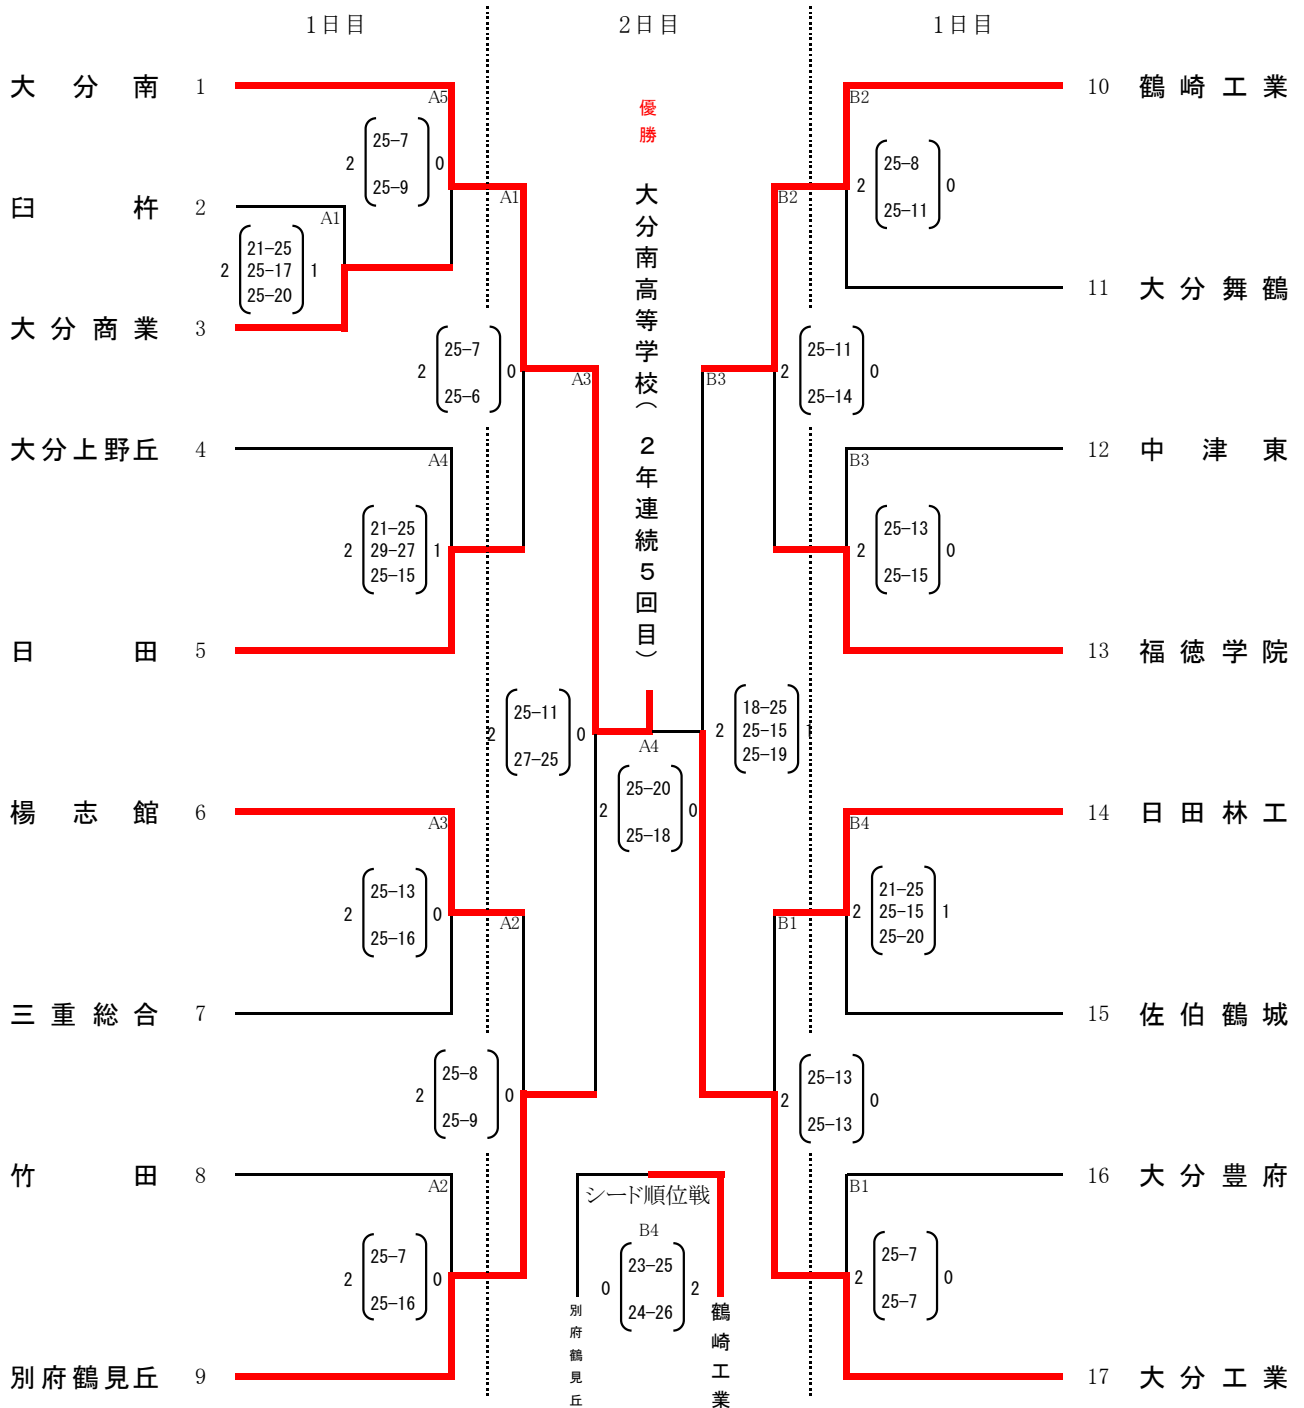 1日目
2日目
1日目
大分南 1
臼杵 2
大分商業 3
大分上野丘 4
日田 5
楊志館 6
三重総合 7
竹田 8
別府鶴見丘 9
A5
2 25-7 0
25-9
A1
21-25
2 25-17 1
25-20
A1
2 25-7 0
25-6
A4
21-25
2 29-27 1
25-15
A3
2 25-11 0
27-25
A3
2 25-13 0
25-16
A2
2 25-8 0
25-9
A2
2 25-7 0
25-16
優勝
大分南高等学校(2年連続5回目)
A4
2 25-20 0
25-18
シード順位戦
B4
0 23-25 2
24-26
別府鶴見丘
鶴崎工業
B2
2 25-8 0
25-11
B2
2 25-11 0
25-14
B3
B3
2 25-13 0
25-15
18-25
2 25-15 1
25-19
B4
21-25
2 25-15 1
25-20
B1
2 25-13 0
25-13
B1
2 25-7 0
25-7
10 鶴崎工業
11 大分舞鶴
12 中津東
13 福徳学院
14 日田林工
15 佐伯鶴城
16 大分豊府
17 大分工業